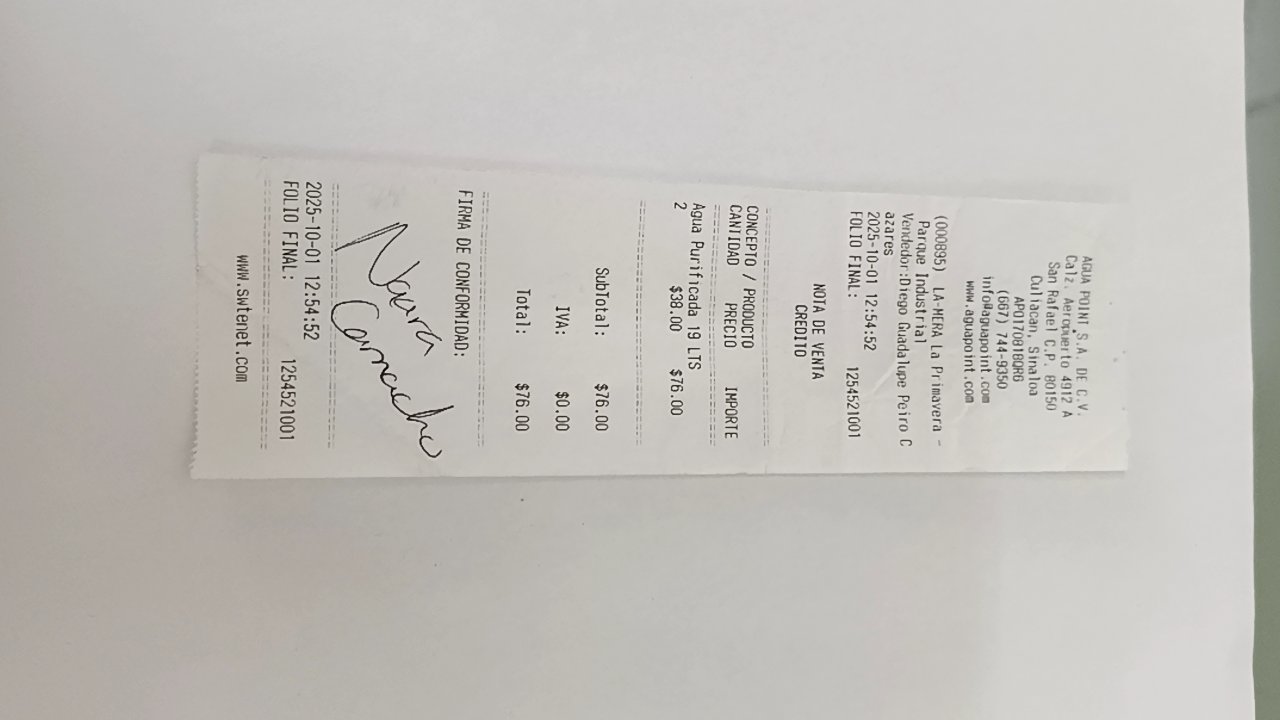 AGUA POINT S.A. DE C.V.
Calz. Aeropuerto 4912 A
San Rafael C.P. 80150
Culiacan, Sinaloa
APO170818QR6
(667) 744-9350
info@aguapoint.com
www.aguapoint.com
(000895) LA-MERA La Primavera -
Parque Industrial
Vendedor:Diego Guadalupe Peiro C
azares
2025-10-01 12:54:52
FOLIO FINAL: 1254521001
NOTA DE VENTA
CREDITO
CONCEPTO / PRODUCTO
CANTIDAD PRECIO IMPORTE
Agua Purificada 19 LTS
2 $38.00 $76.00
SubTotal: $76.00
IVA: $0.00
Total: $76.00
FIRMA DE CONFORMIDAD:
Camacho
2025-10-01 12:54:52
FOLIO FINAL: 1254521001
www.swtenet.com